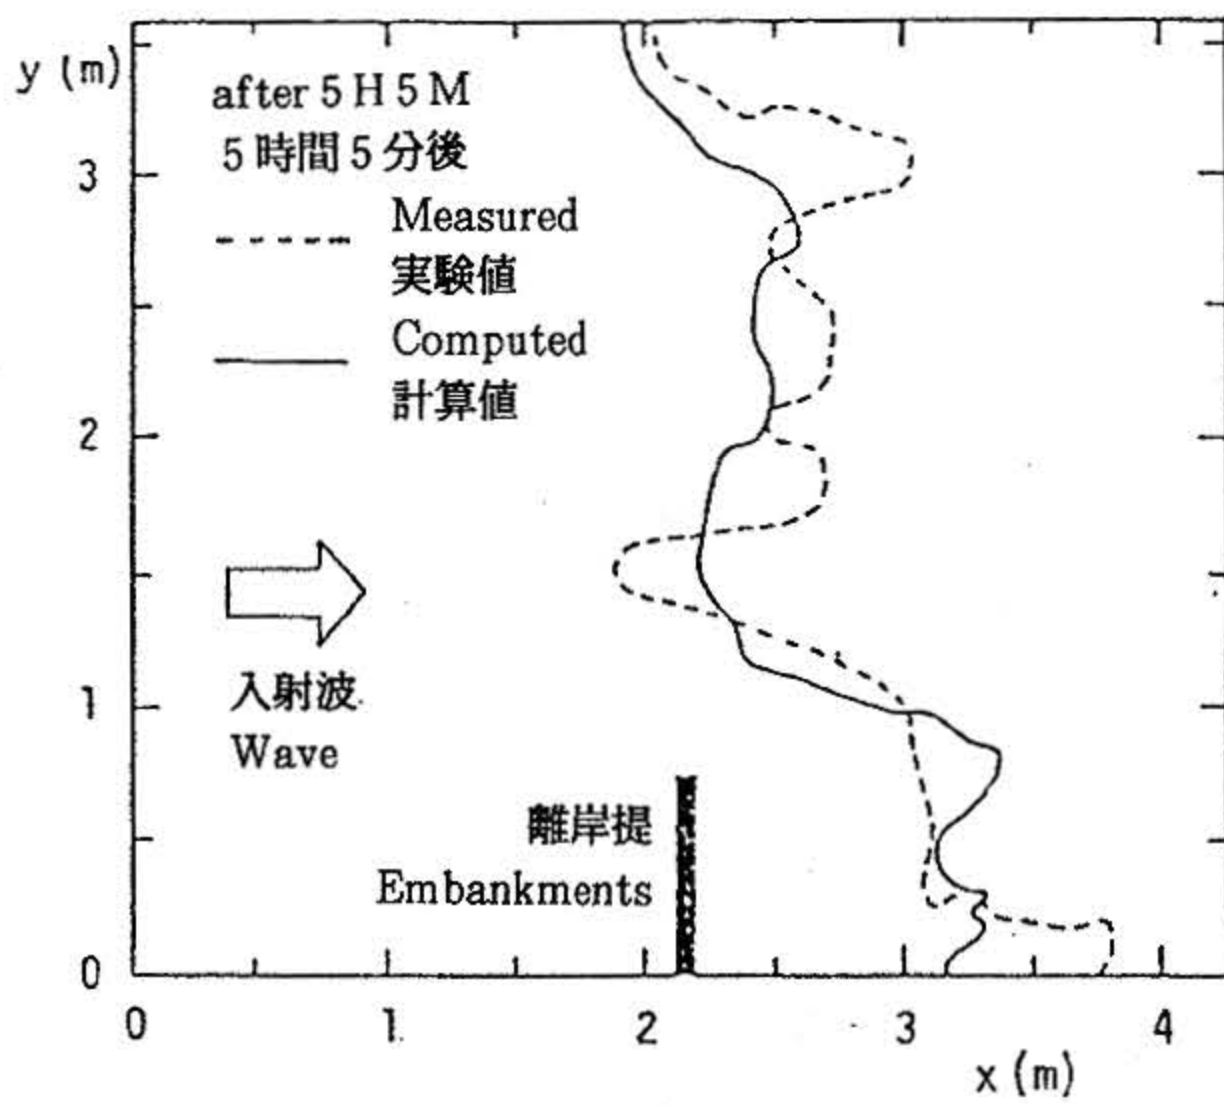 y (m)
after 5 H 5 M
5 時間 5 分後
Measured
実験値
Computed
計算値
3
2
1
0
入射波
Wave
離岸提
Embankments
0 1 2 3 4
x (m)